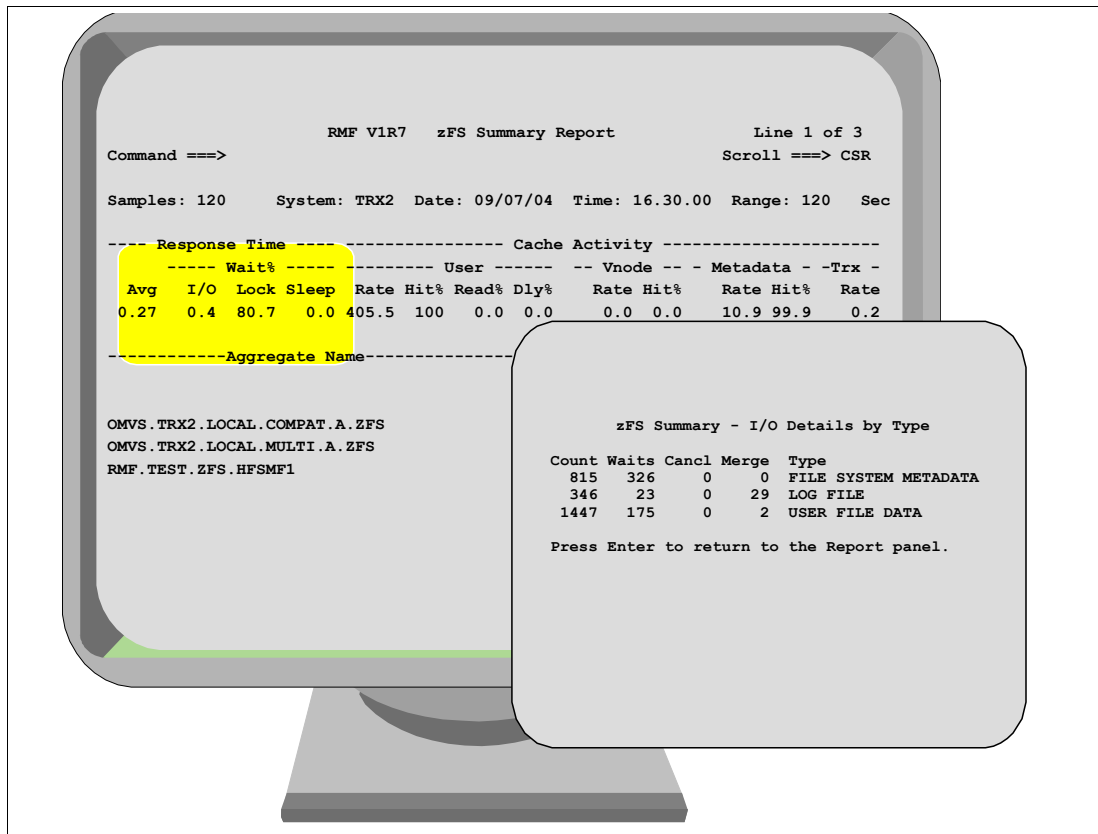 RMF V1R7 zFS Summary Report Line 1 of 3
Command ===> Scroll ===> CSR
Samples: 120 System: TRX2 Date: 09/07/04 Time: 16.30.00 Range: 120 Sec
---- Response Time ---- ---------------- Cache Activity ----------------------
----- Wait% ----- --------- User ------ -- Vnode -- - Metadata - -Trx -
Avg I/O Lock Sleep Rate Hit% Read% Dly% Rate Hit% Rate Hit% Rate
0.27 0.4 80.7 0.0 405.5 100 0.0 0.0 0.0 0.0 10.9 99.9 0.2
------------Aggregate Name---------------
OMVS.TRX2.LOCAL.COMPAT.A.ZFS
OMVS.TRX2.LOCAL.MULTI.A.ZFS
RMF.TEST.ZFS.HFSMF1
zFS Summary - I/O Details by Type
Count Waits Cancl Merge Type
815 326 0 0 FILE SYSTEM METADATA
346 23 0 29 LOG FILE
1447 175 0 2 USER FILE DATA
Press Enter to return to the Report panel.